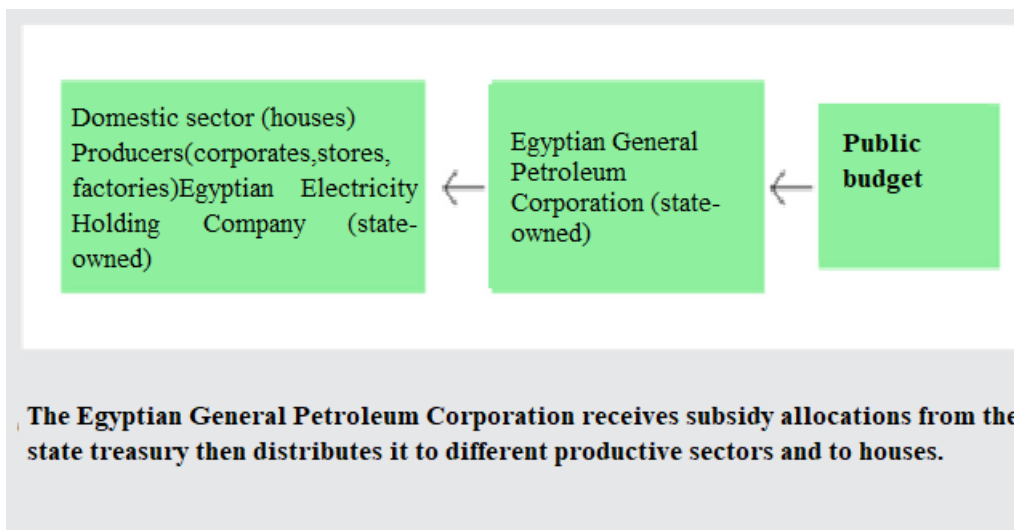 Domestic sector (houses)
Producers(corporates,stores,
factories)Egyptian Electricity
Holding Company (state-
owned)
Egyptian General
Petroleum
Corporation (state-
owned)
Public
budget
The Egyptian General Petroleum Corporation receives subsidy allocations from the
state treasury then distributes it to different productive sectors and to houses.